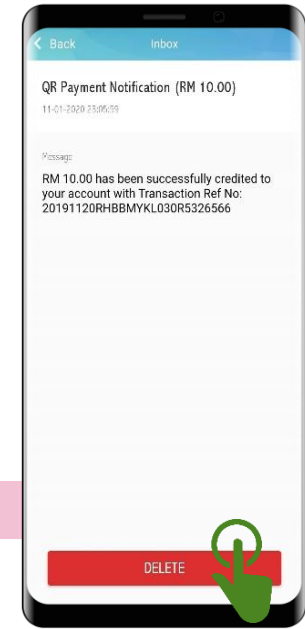 Back Inbox
QR Payment Notification (RM 10.00)
11-01-2020 23:05:59
Message
RM 10.00 has been successfully credited to
your account with Transaction Ref No:
20191120RHBBMYKL030R5326566
DELETE